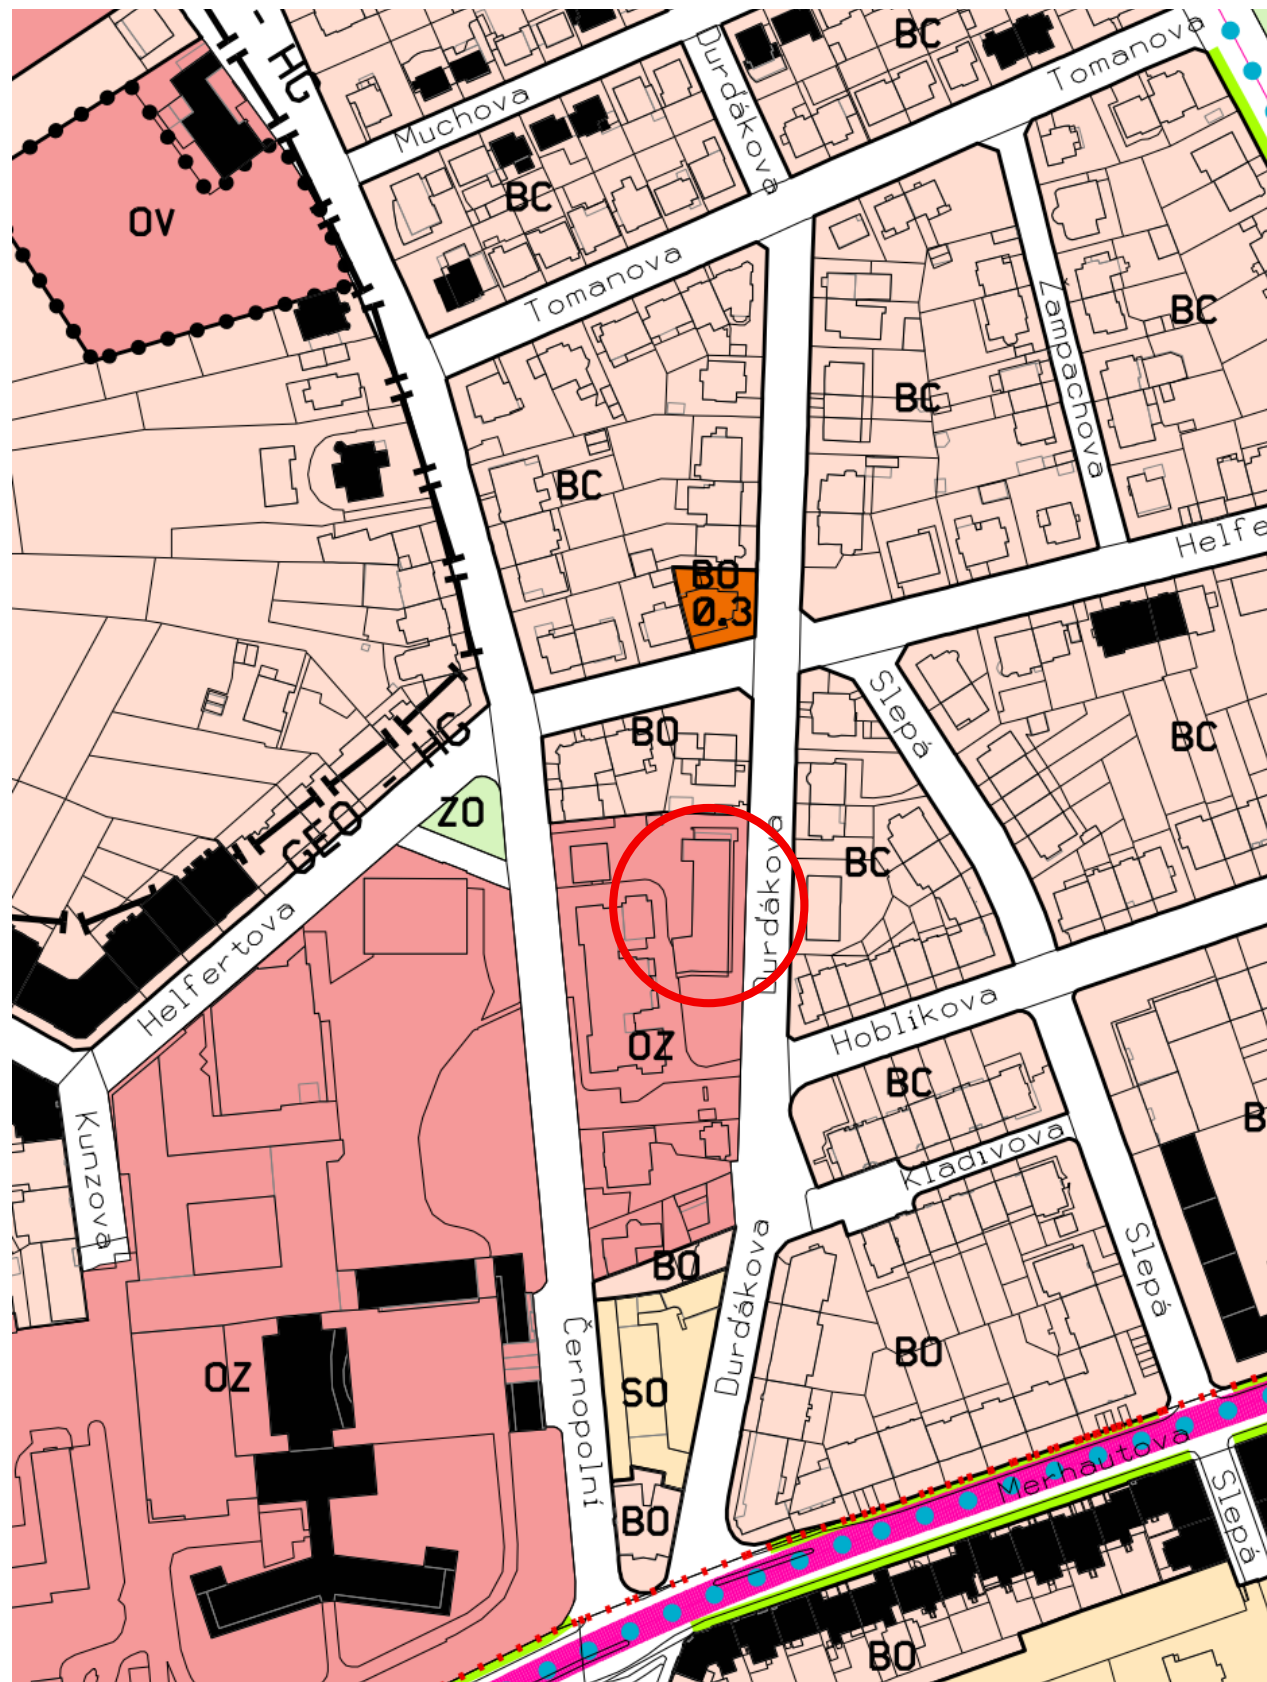 BC
HG
Durďákova
Tomanova
Muchova
BC
OV
Tomanova
BC
Zámpachova
BC
BC
Helfe
BO
0.3
Slepá
BO
BC
GEO - HG
ZO
Durďákova
BC
Helfertova
Hoblíkova
OZ
BC
B
Kunzova
Kladivova
Slepá
BO
Durďákova
BO
OZ
SO
Černopolní
Merhautova
BO
Slepá
BO